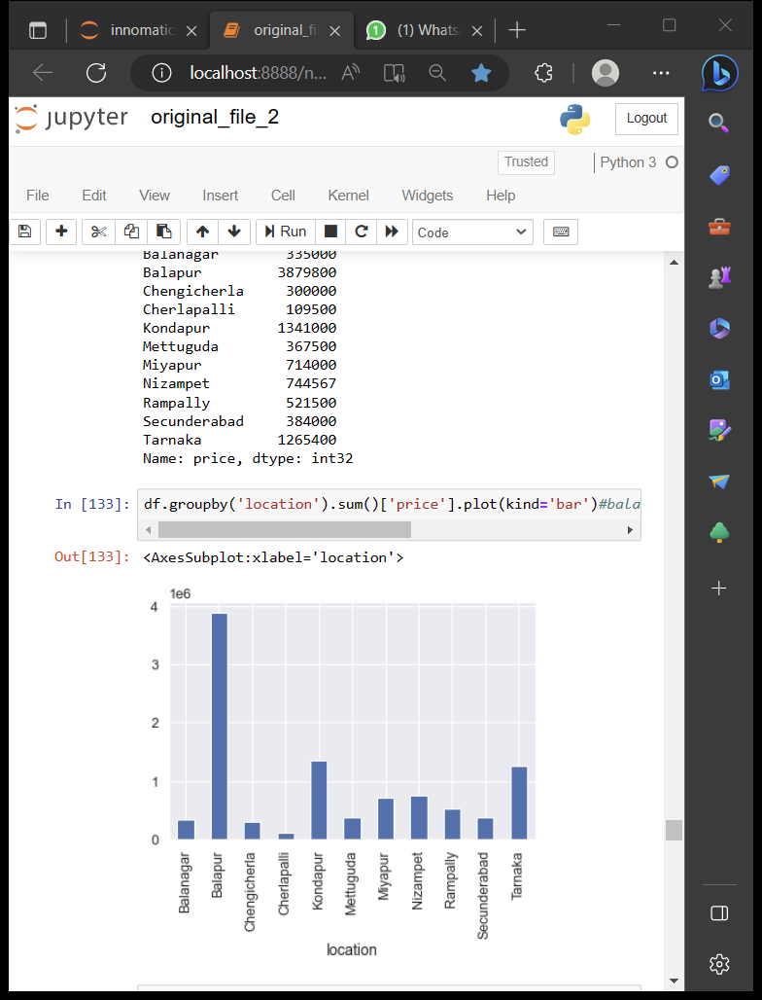 innomatic
original_fil
(1) Whats
localhost:8888/n...
jupyter original_file_2
Logout
Trusted
Python 3
File Edit View Insert Cell Kernel Widgets Help
Run
Code
Balanagar 335000
Balapur 3879800
Chengicherla 300000
Cherlapalli 109500
Kondapur 1341000
Mettuguda 367500
Miyapur 714000
Nizampet 744567
Rampally 521500
Secunderabad 384000
Tarnaka 1265400
Name: price, dtype: int32
In [133]: df.groupby('location').sum()['price'].plot(kind='bar')#bala
Out[133]: <AxesSubplot:xlabel='location'>
1e6
4
3
2
1
0
Balanagar
Balapur
Chengicherla
Cherlapalli
Kondapur
Mettuguda
Miyapur
Nizampet
Rampally
Secunderabad
Tarnaka
location